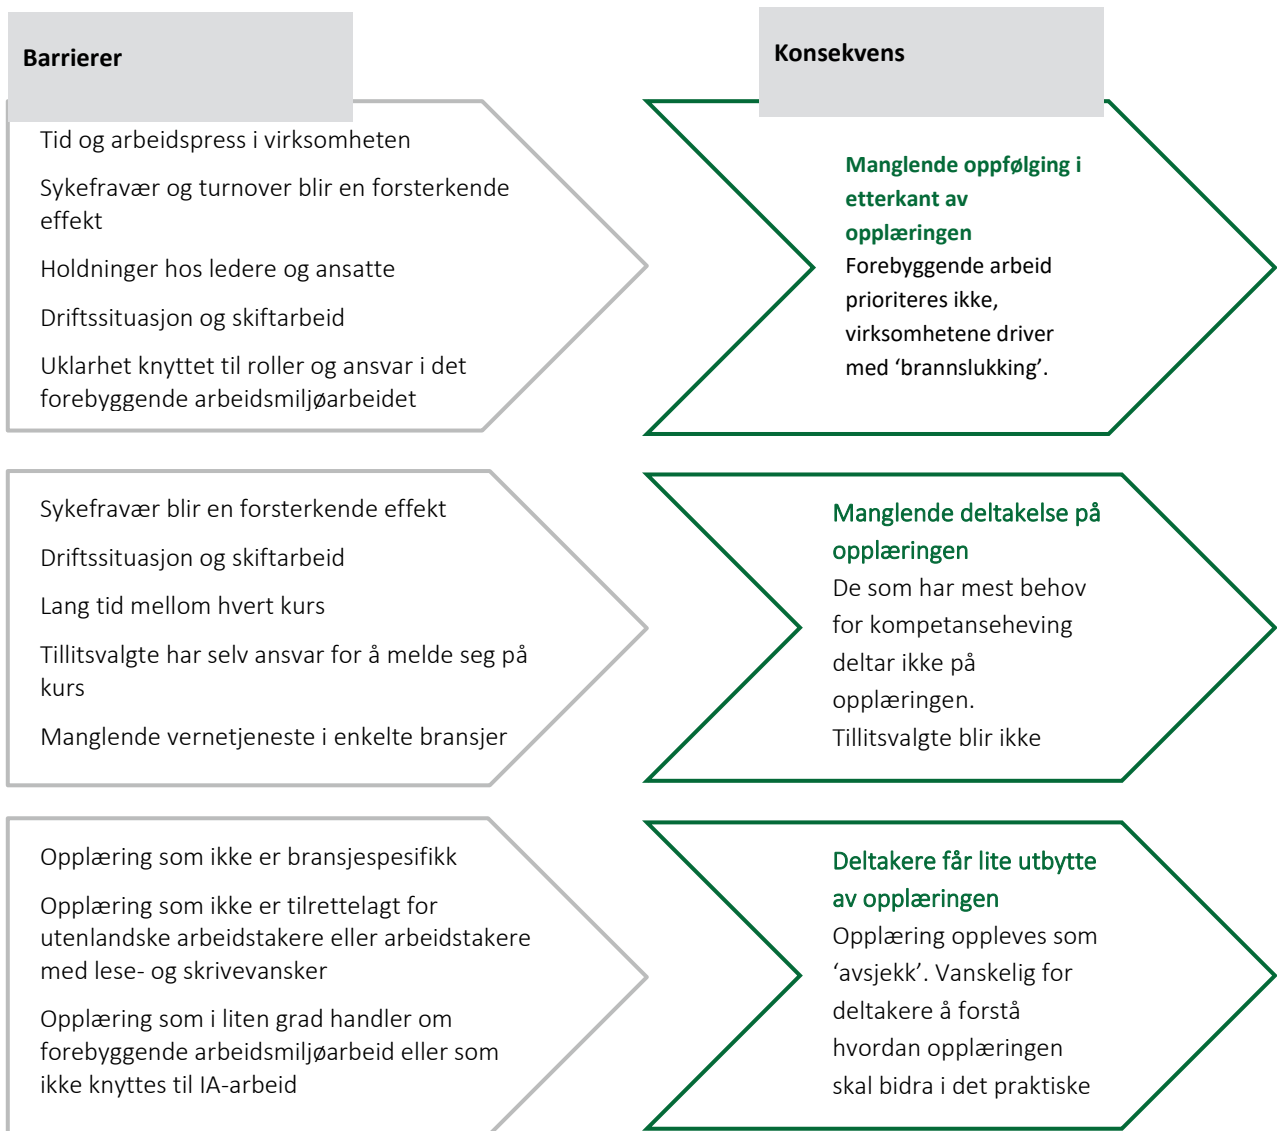 Barrierer
Tid og arbeidspress i virksomheten
Sykefravær og turnover blir en forsterkende
effekt
Holdninger hos ledere og ansatte
Driftssituasjon og skiftarbeid
Uklarhet knyttet til roller og ansvar i det
forebyggende arbeidsmiljøarbeidet
Konsekvens
Manglende oppfølging i
etterkant av
opplæringen
Forebyggende arbeid
prioriteres ikke,
virksomhetene driver
med ‘brannslukking’.
Sykefravær blir en forsterkende effekt
Driftssituasjon og skiftarbeid
Lang tid mellom hvert kurs
Tillitsvalgte har selv ansvar for å melde seg på
kurs
Manglende vernetjeneste i enkelte bransjer
Manglende deltakelse på
opplæringen
De som har mest behov
for kompetanseheving
deltar ikke på
opplæringen.
Tillitsvalgte blir ikke
Opplæring som ikke er bransjespesifikk
Opplæring som ikke er tilrettelagt for
utenlandske arbeidstakere eller arbeidstakere
med lese- og skrivevansker
Opplæring som i liten grad handler om
forebyggende arbeidsmiljøarbeid eller som
ikke knyttes til IA-arbeid
Deltakere får lite utbytte
av opplæringen
Opplæring oppleves som
‘avsjekk’. Vanskelig for
deltakere å forstå
hvordan opplæringen
skal bidra i det praktiske